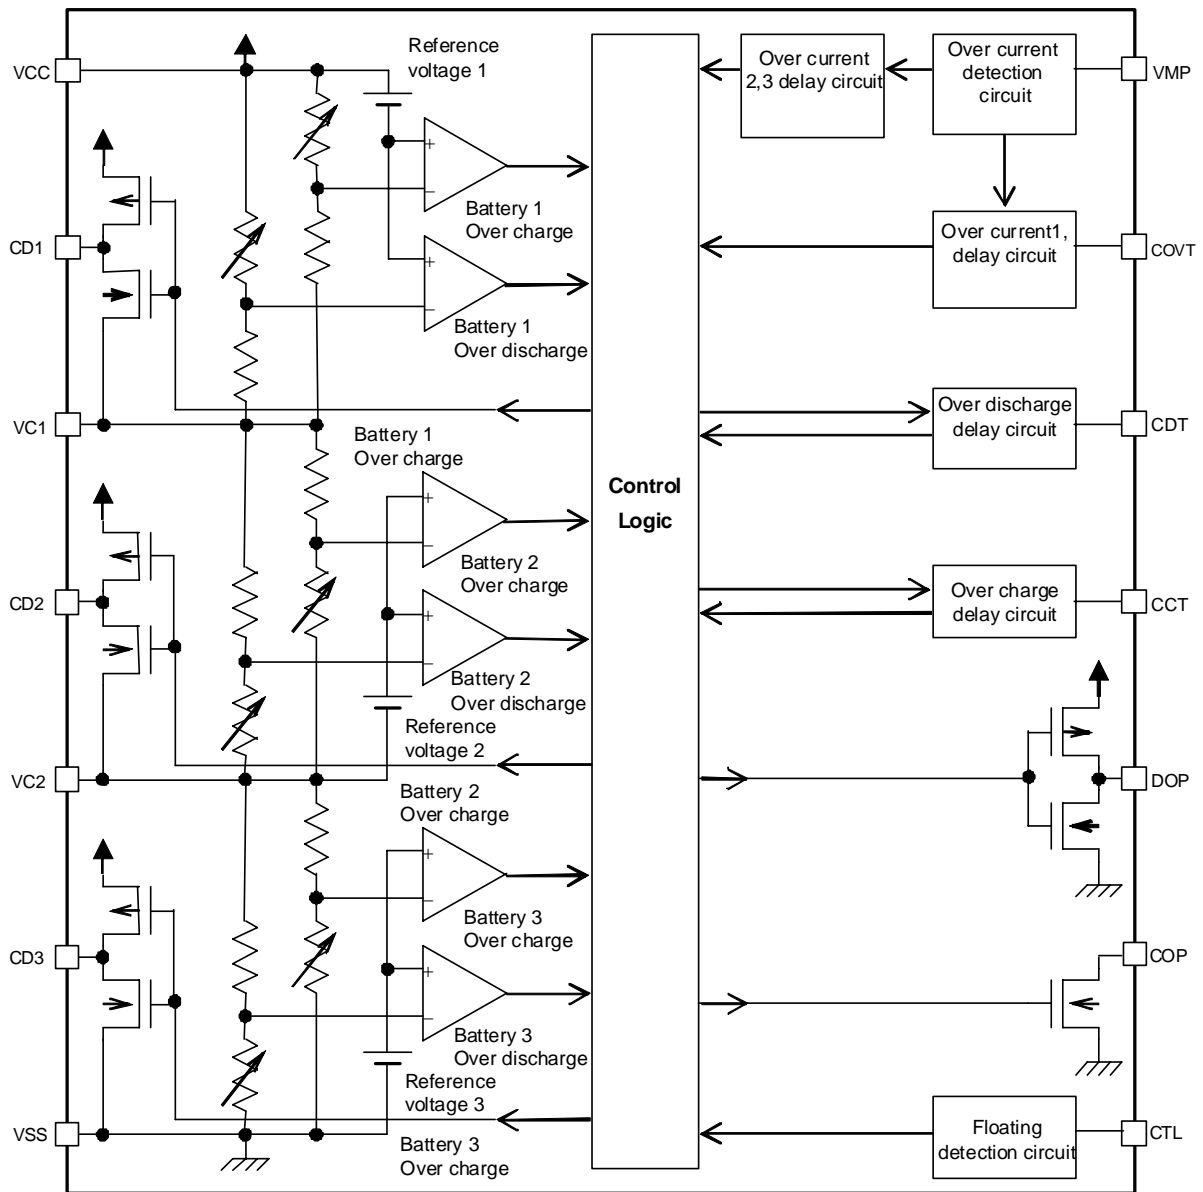 Reference
voltage 1
VCC
Over current
2,3 delay circuit
Over current
detection
circuit
VMP
Battery 1
Over charge
CD1
Over current1,
delay circuit
COVT
Battery 1
Over discharge
VC1
Battery 1
Over charge
Over discharge
delay circuit
CDT
Control
Logic
Battery 2
Over charge
CD2
Over charge
delay circuit
CCT
Battery 2
Over discharge
Reference
voltage 2
VC2
DOP
Battery 2
Over charge
Battery 3
Over charge
CD3
COP
Battery 3
Over discharge
Reference
voltage 3
VSS
Battery 3
Over charge
Floating
detection circuit
CTL